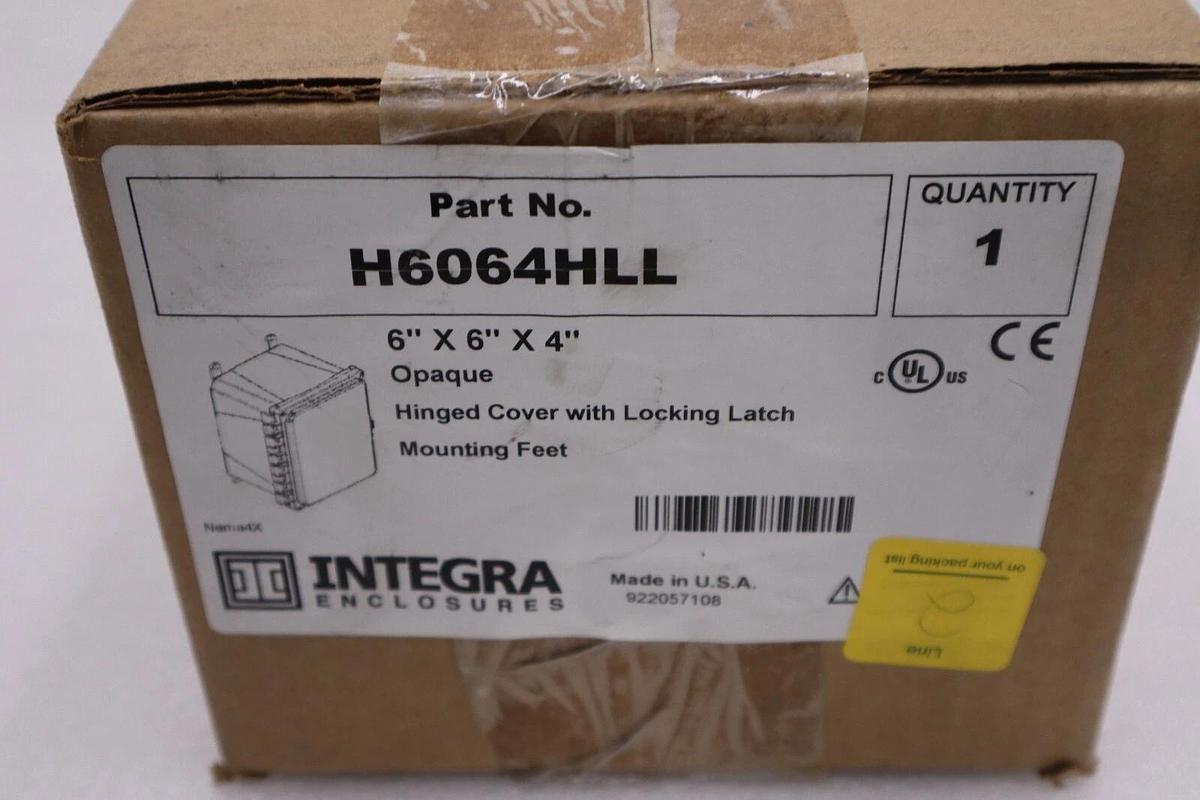 Part No.
H6064HLL
QUANTITY
1
6" X 6" X 4"
Opaque
Hinged Cover with Locking Latch
Mounting Feet
c UL US
CE
Nema4X
INTEGRA
ENCLOSURES
Made in U.S.A.
922057108
Line
2
on your packing list